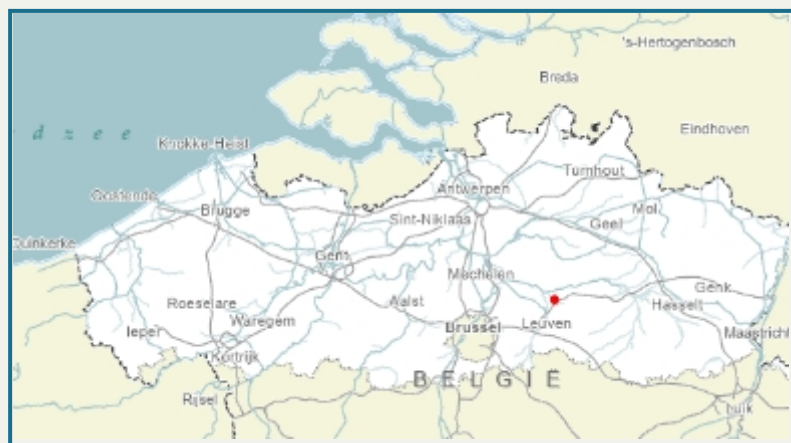 's-Hertogenbosch
Breda
d z e e
Eindhoven
Knokke-Heist
Turnhout
Antwerpen
Oostende
Mol
Brugge
Sint-Niklaas
Geel
Duinkerke
Gent
Mechelen
Genk
Roeselare
Aalst
Hasselt
Waregem
Leuven
Ieper
Brussel
Maastricht
Kortrijk
BELGIË
Rijsel
Luik